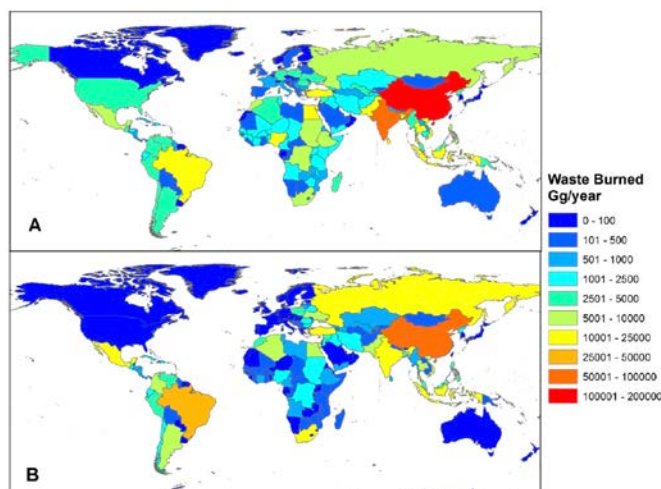 A
B
Waste Burned
Gg/year
0 - 100
101 - 500
501 - 1000
1001 - 2500
2501 - 5000
5001 - 10000
10001 - 25000
25001 - 50000
50001 - 100000
100001 - 200000